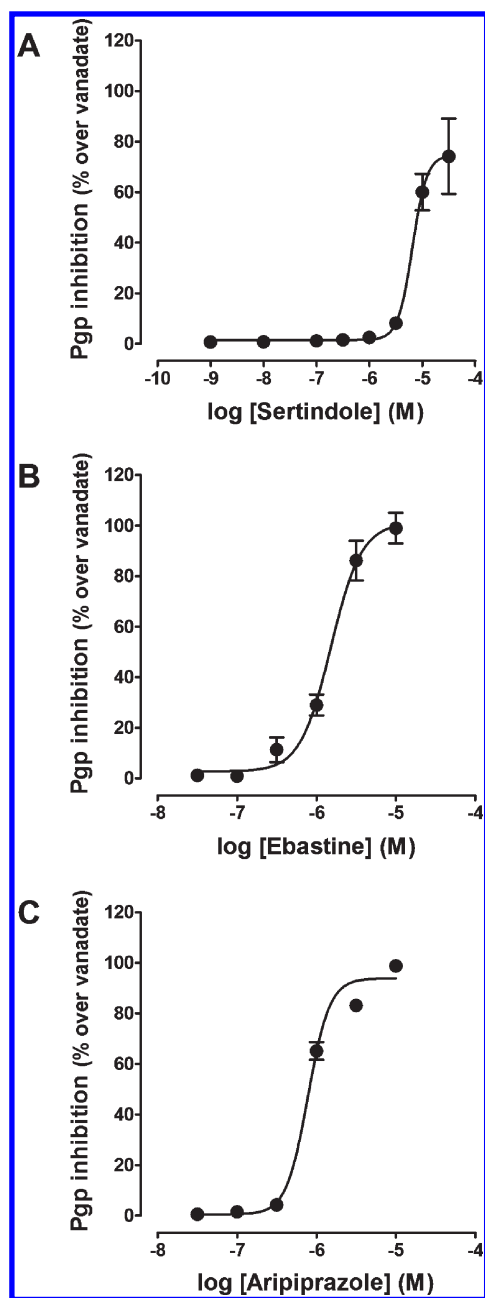 A
Pgp inhibition (% over vanadate)
120
100
80
60
40
20
0
-10 -9 -8 -7 -6 -5 -4
log [Sertindole] (M)
B
Pgp inhibition (% over vanadate)
120
100
80
60
40
20
0
-8 -7 -6 -5 -4
log [Ebastine] (M)
C
Pgp inhibition (% over vanadate)
120
100
80
60
40
20
0
-8 -7 -6 -5 -4
log [Aripiprazole] (M)